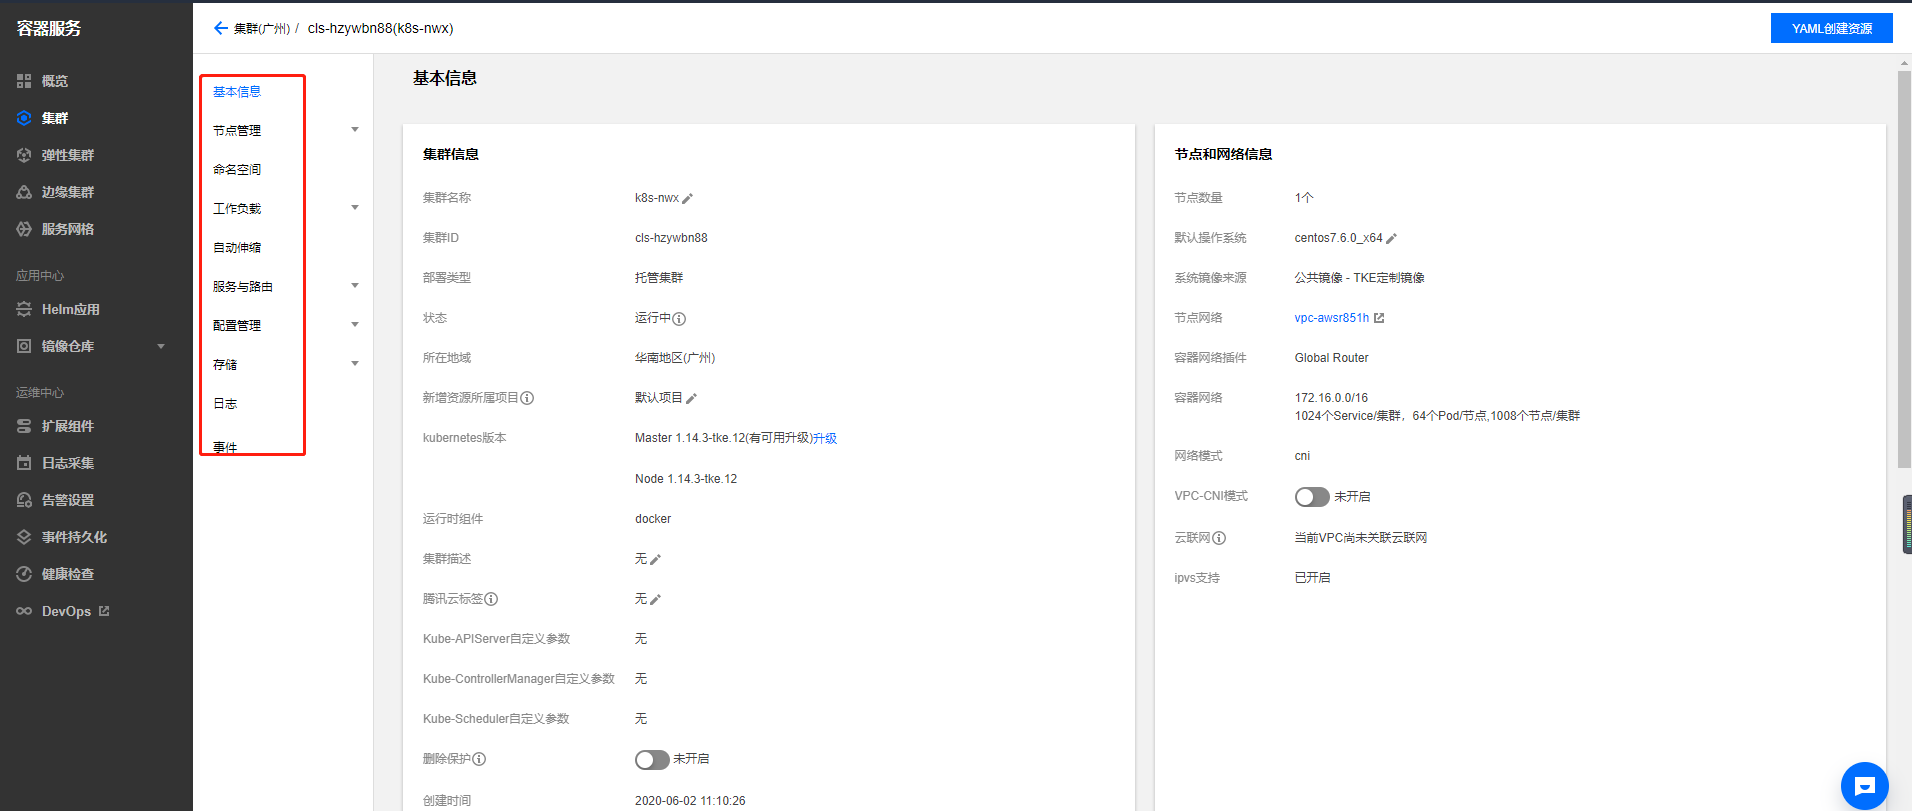 容器服务
集群(广州) / cls-hzywbn88(k8s-nwx)
YAML创建资源
概览
集群
弹性集群
边缘集群
服务网格
应用中心
Helm应用
镜像仓库
运维中心
扩展组件
日志采集
告警设置
事件持久化
健康检查
DevOps
基本信息
节点管理
命名空间
工作负载
自动伸缩
服务与路由
配置管理
存储
日志
事件
基本信息
集群信息
集群名称 k8s-nwx
集群ID cls-hzywbn88
部署类型 托管集群
状态 运行中
所在地域 华南地区(广州)
新增资源所属项目 默认项目
kubernetes版本 Master 1.14.3-tke.12(有可用升级)升级
Node 1.14.3-tke.12
运行时组件 docker
集群描述 无
腾讯云标签 无
Kube-APIServer自定义参数 无
Kube-ControllerManager自定义参数 无
Kube-Scheduler自定义参数 无
删除保护 未开启
创建时间 2020-06-02 11:10:26
节点和网络信息
节点数量 1个
默认操作系统 centos7.6.0_x64
系统镜像来源 公共镜像 - TKE定制镜像
节点网络 vpc-awsr851h
容器网络插件 Global Router
容器网络 172.16.0.0/16
1024个Service/集群，64个Pod/节点,1008个节点/集群
网络模式 cni
VPC-CNI模式 未开启
云联网 当前VPC尚未关联云联网
ipvs支持 已开启